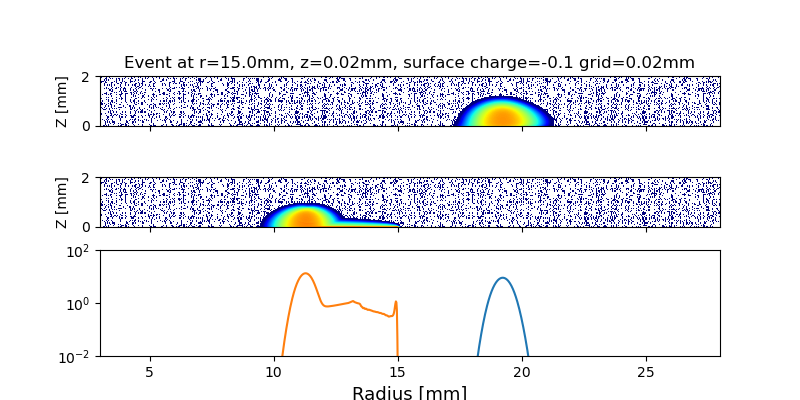 Event at r=15.0mm, z=0.02mm, surface charge=-0.1 grid=0.02mm
2
0
Z [mm]
2
0
Z [mm]
10²
10⁰
10⁻²
5 10 15 20 25
Radius [mm]